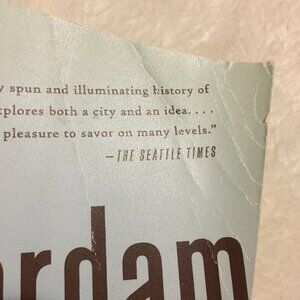 y spun and illuminating history of
xplores both a city and an idea. . . .
pleasure to savor on many levels."
—THE SEATTLE TIMES
rdam